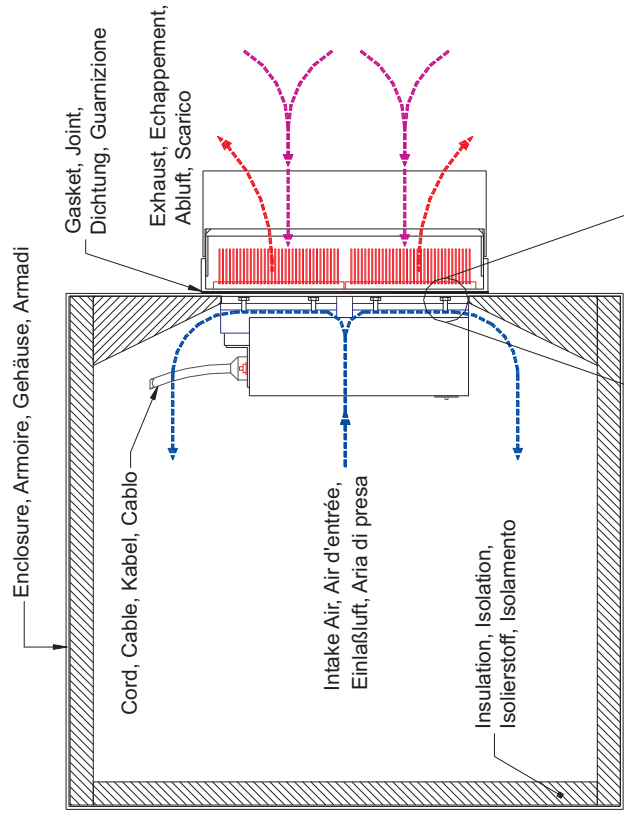 Enclosure, Armoire, Gehäuse, Armadi
Cord, Cable, Kabel, Cablo
Intake Air, Air d'entrée,
Einlaßluft, Aria di presa
Insulation, Isolation,
Isolierstoff, Isolamento
Gasket, Joint,
Dichtung, Guarnizione
Exhaust, Echappement,
Abluft, Scarico